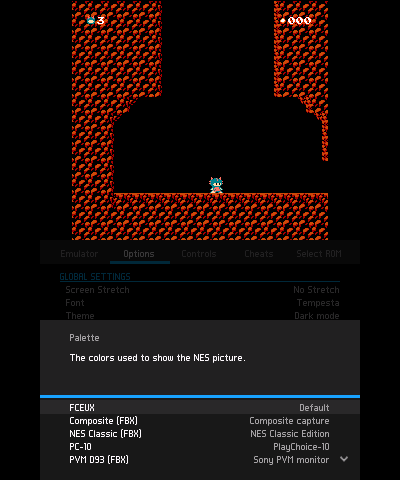 3 000
Emulator Options Controls Cheats Select ROM
GLOBAL SETTINGS
Screen Stretch No Stretch
Font Tempesta
Theme Dark mode
Palette
The colors used to show the NES picture.
FCEUX Default
Composite (FBX) Composite capture
NES Classic (FBX) NES Classic Edition
PC-10 PlayChoice-10
PVM D93 (FBX) Sony PVM monitor